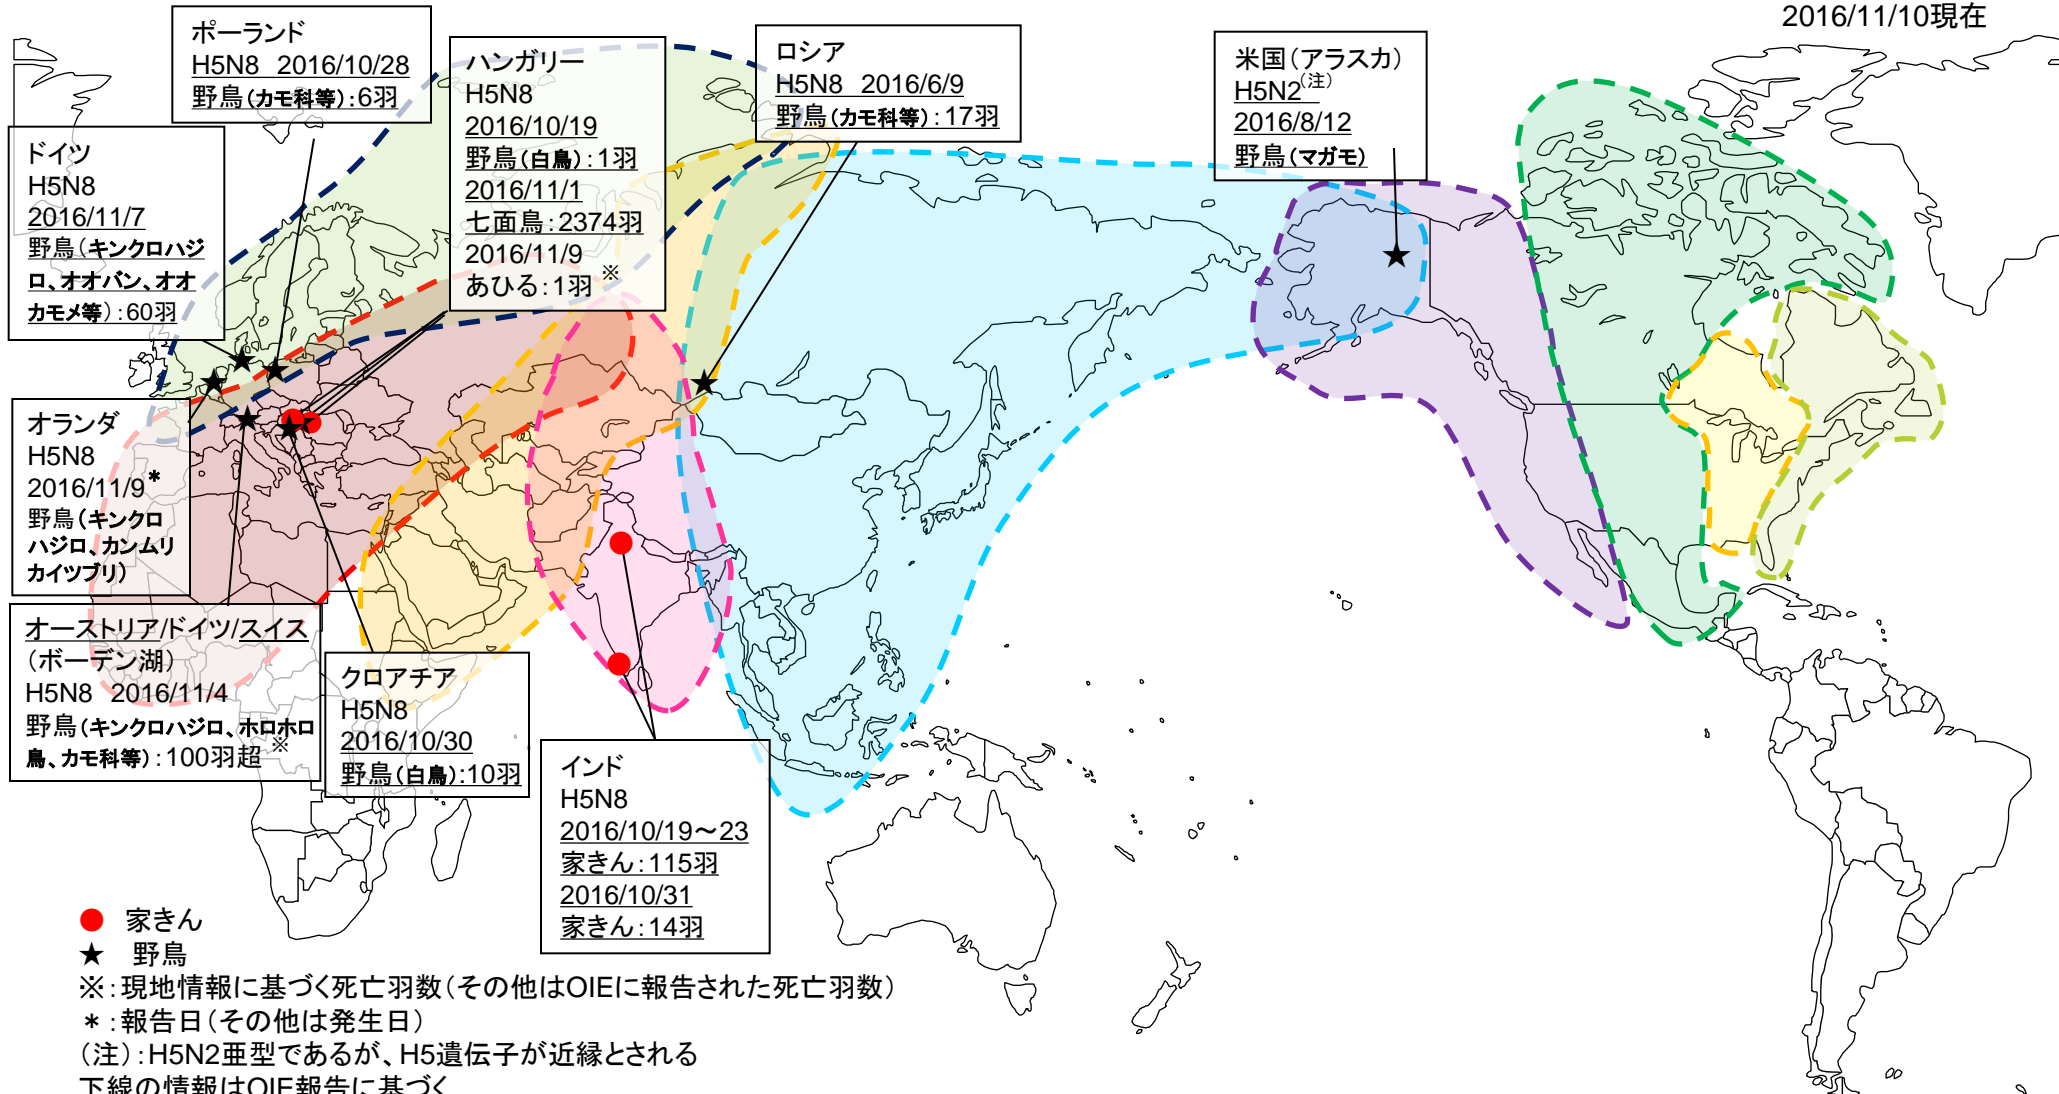 2016/11/10現在
ポーランド
H5N8 2016/10/28
野鳥(カモ科等):6羽
ハンガリー
H5N8
2016/10/19
野鳥(白鳥):1羽
2016/11/1
七面鳥:2374羽
2016/11/9
あひる:1羽※
ロシア
H5N8 2016/6/9
野鳥(カモ科等):17羽
米国(アラスカ)
H5N2(注)
2016/8/12
野鳥(マガモ)
ドイツ
H5N8
2016/11/7
野鳥(キンクロハジ
ロ、オオバン、オオ
カモメ等):60羽
オランダ
H5N8
2016/11/9*
野鳥(キンクロ
ハジロ、カンムリ
カイツブリ)
オーストリア/ドイツ/スイス
(ボーデン湖)
H5N8 2016/11/4
野鳥(キンクロハジロ、ホロホロ
鳥、カモ科等):100羽超※
クロアチア
H5N8
2016/10/30
野鳥(白鳥):10羽
インド
H5N8
2016/10/19～23
家きん:115羽
2016/10/31
家きん:14羽
● 家きん
★ 野鳥
※:現地情報に基づく死亡羽数(その他はOIEに報告された死亡羽数)
*:報告日(その他は発生日)
(注):H5N2亜型であるが、H5遺伝子が近縁とされる
下線の情報はOIE報告に基づく